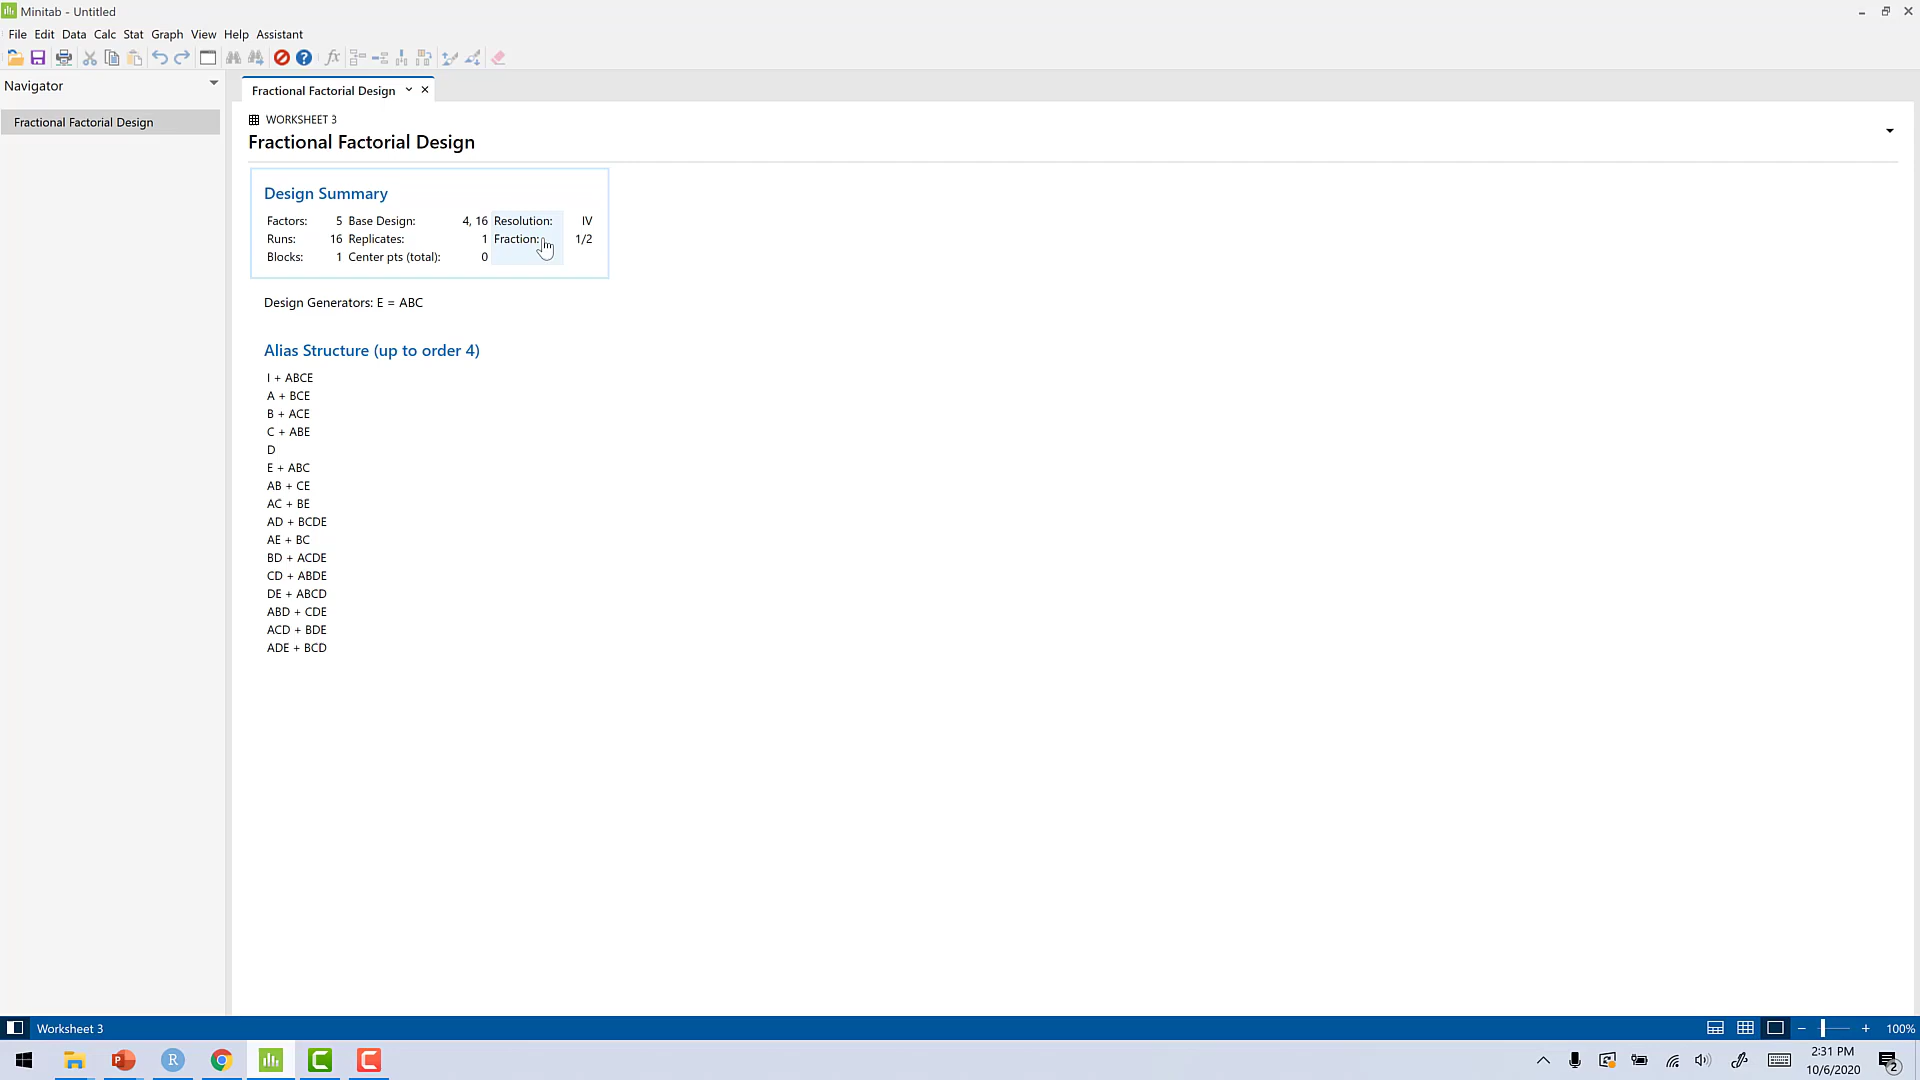 Minitab - Untitled
File Edit Data Calc Stat Graph View Help Assistant
Navigator
Fractional Factorial Design
Fractional Factorial Design
WORKSHEET 3
Fractional Factorial Design
Design Summary
Factors: 5 Base Design: 4, 16 Resolution: IV
Runs: 16 Replicates: 1 Fraction: 1/2
Blocks: 1 Center pts (total): 0
Design Generators: E = ABC
Alias Structure (up to order 4)
I + ABCE
A + BCE
B + ACE
C + ABE
D
E + ABC
AB + CE
AC + BE
AD + BCDE
AE + BC
BD + ACDE
CD + ABDE
DE + ABCD
ABD + CDE
ACD + BDE
ADE + BCD
Worksheet 3
100%
2:31 PM
10/6/2020
2